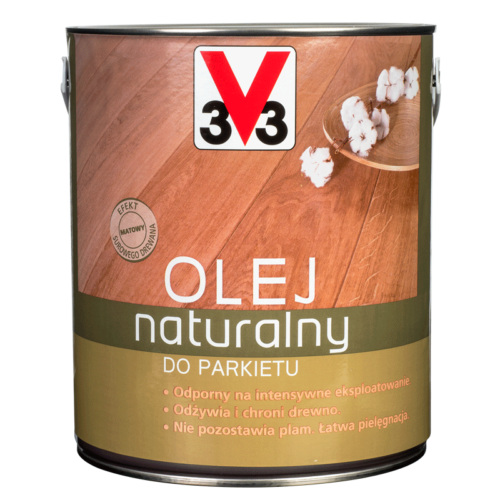 V
33
EFEKT
MATOWY
SUROWEGO DREWNA
OLEJ
naturalny
DO PARKIETU
• Odporny na intensywne eksploatowanie
• Odżywia i chroni drewno
• Nie pozostawia plam. Łatwa pielęgnacja.